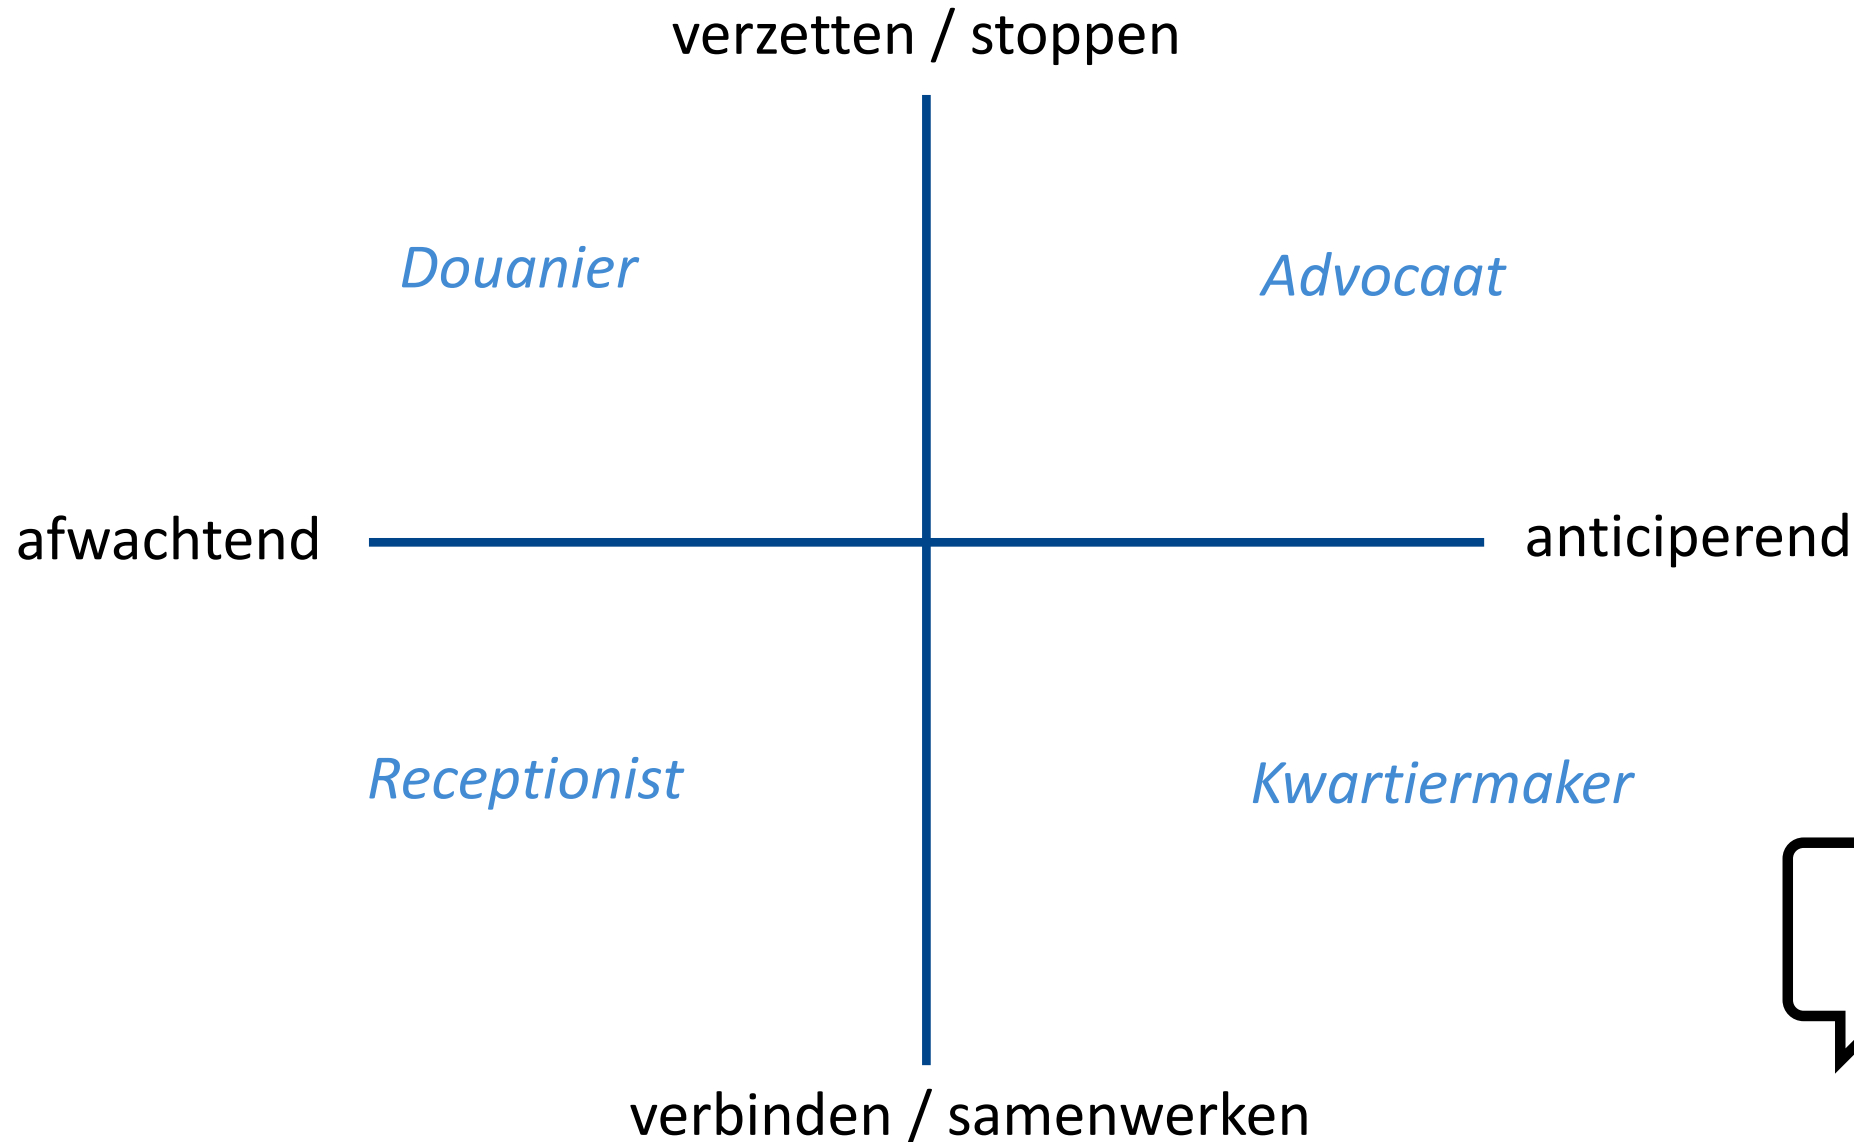 verzetten / stoppen
Douanier
Advocaat
afwachtend
anticiperend
Receptionist
Kwartiermaker
verbinden / samenwerken